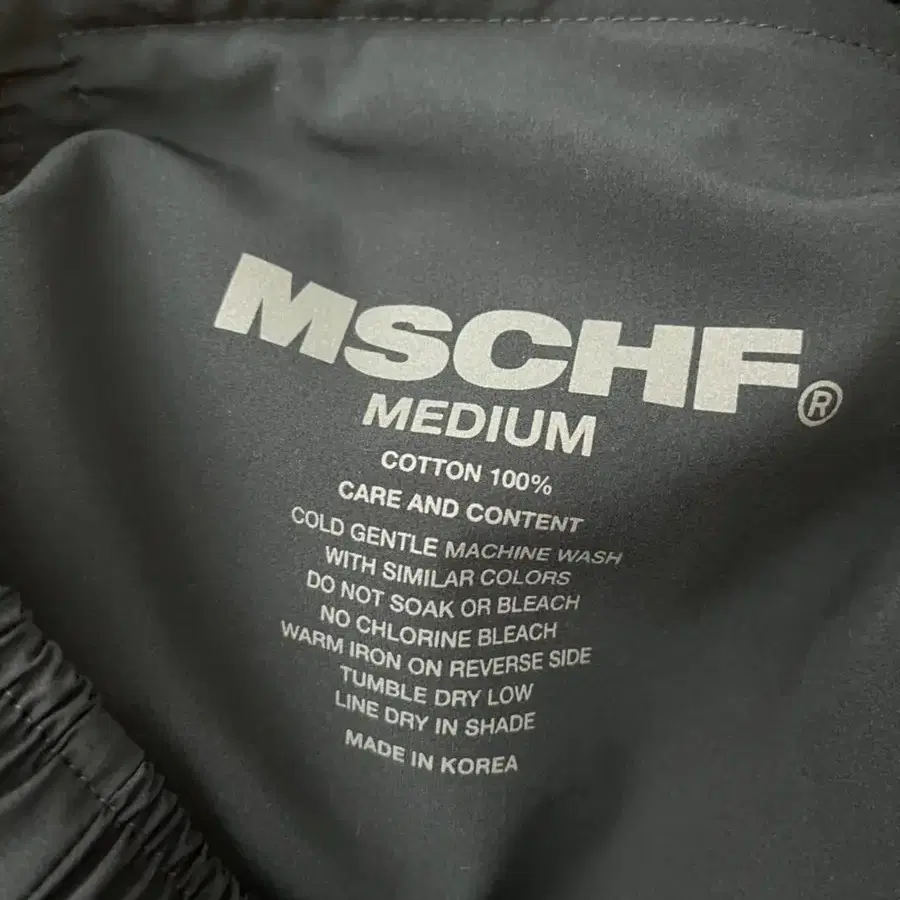 MSCHF®
MEDIUM
COTTON 100%
CARE AND CONTENT
COLD GENTLE MACHINE WASH
WITH SIMILAR COLORS
DO NOT SOAK OR BLEACH
NO CHLORINE BLEACH
WARM IRON ON REVERSE SIDE
TUMBLE DRY LOW
LINE DRY IN SHADE
MADE IN KOREA